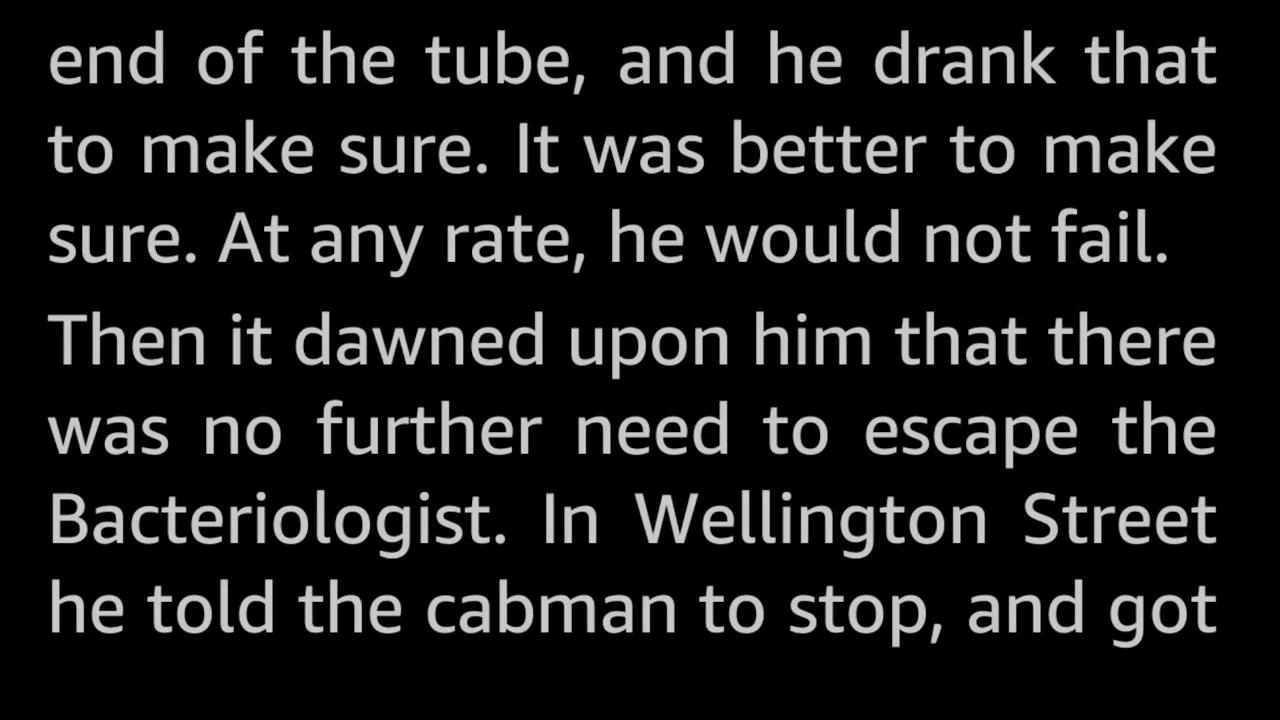 end of the tube, and he drank that
to make sure. It was better to make
sure. At any rate, he would not fail.
Then it dawned upon him that there
was no further need to escape the
Bacteriologist. In Wellington Street
he told the cabman to stop, and got